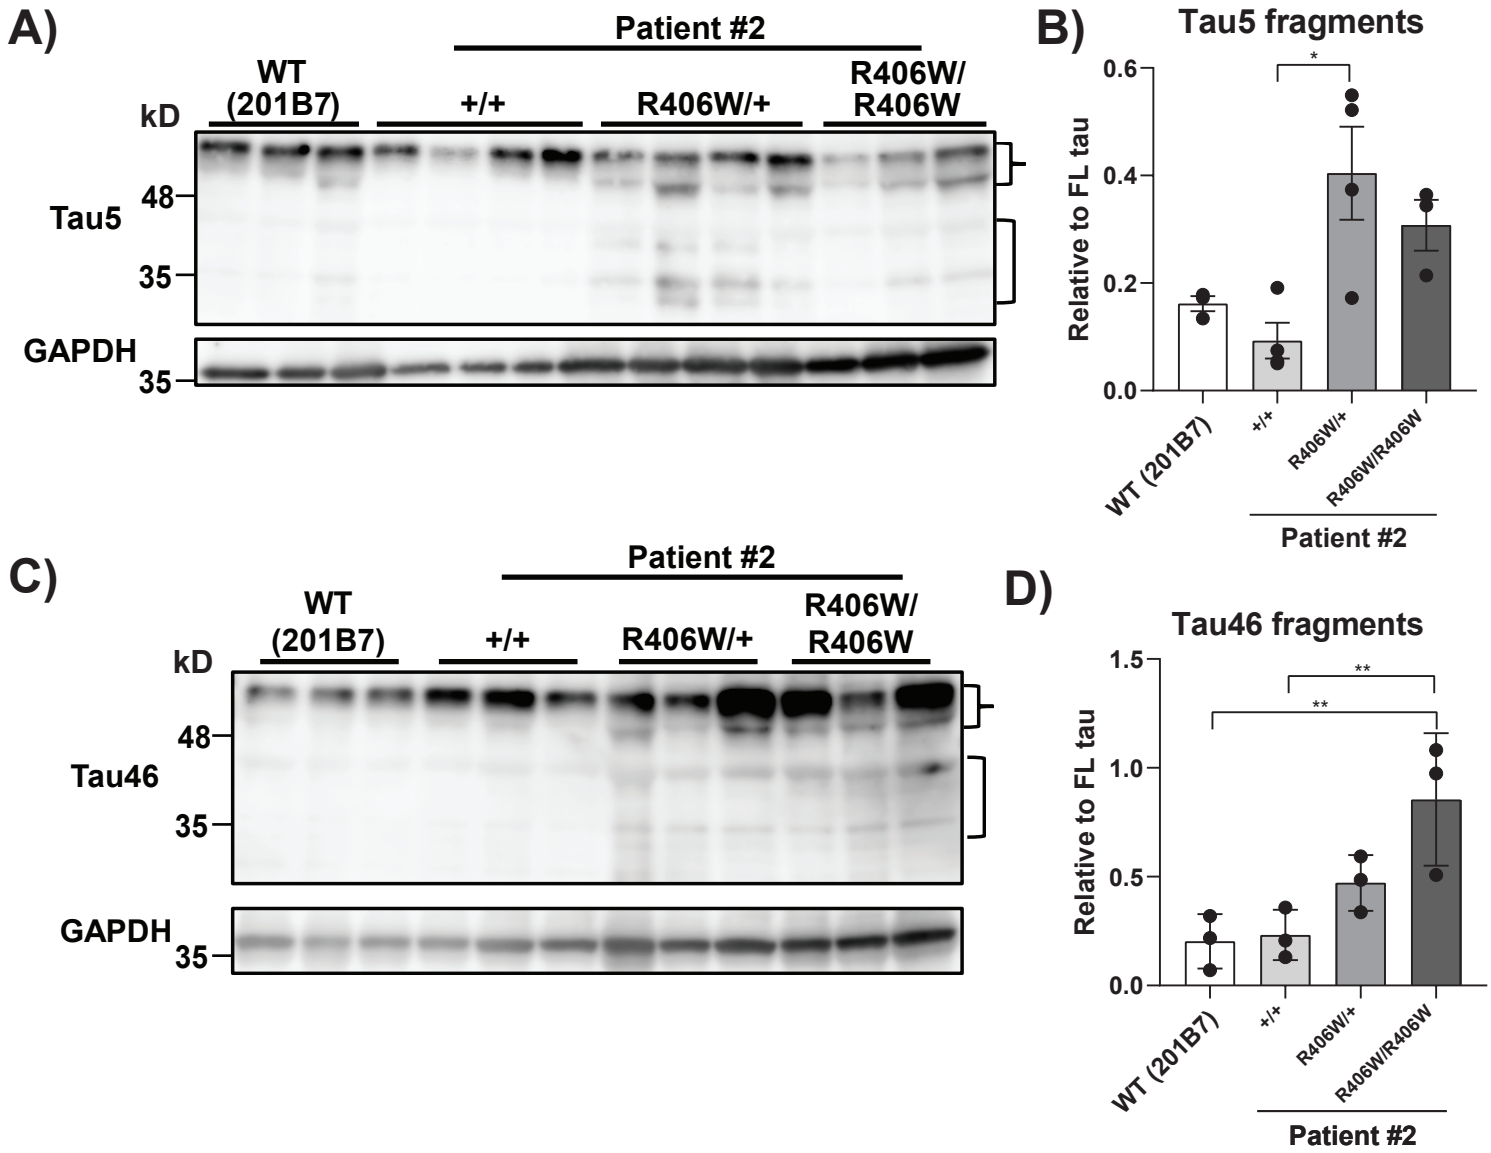 A)
Patient #2
WT
(201B7)
+/+
R406W/+
R406W/
R406W
kD
48
Tau5
35
GAPDH
35
B)
Tau5 fragments
*
Relative to FL tau
0.6
0.4
0.2
0.0
WT (201B7)
+/+
R406W/+
R406W/R406W
Patient #2
C)
Patient #2
WT
(201B7)
+/+
R406W/+
R406W/
R406W
kD
48
Tau46
35
GAPDH
35
D)
Tau46 fragments
**
**
Relative to FL tau
1.5
1.0
0.5
0.0
WT (201B7)
+/+
R406W/+
R406W/R406W
Patient #2